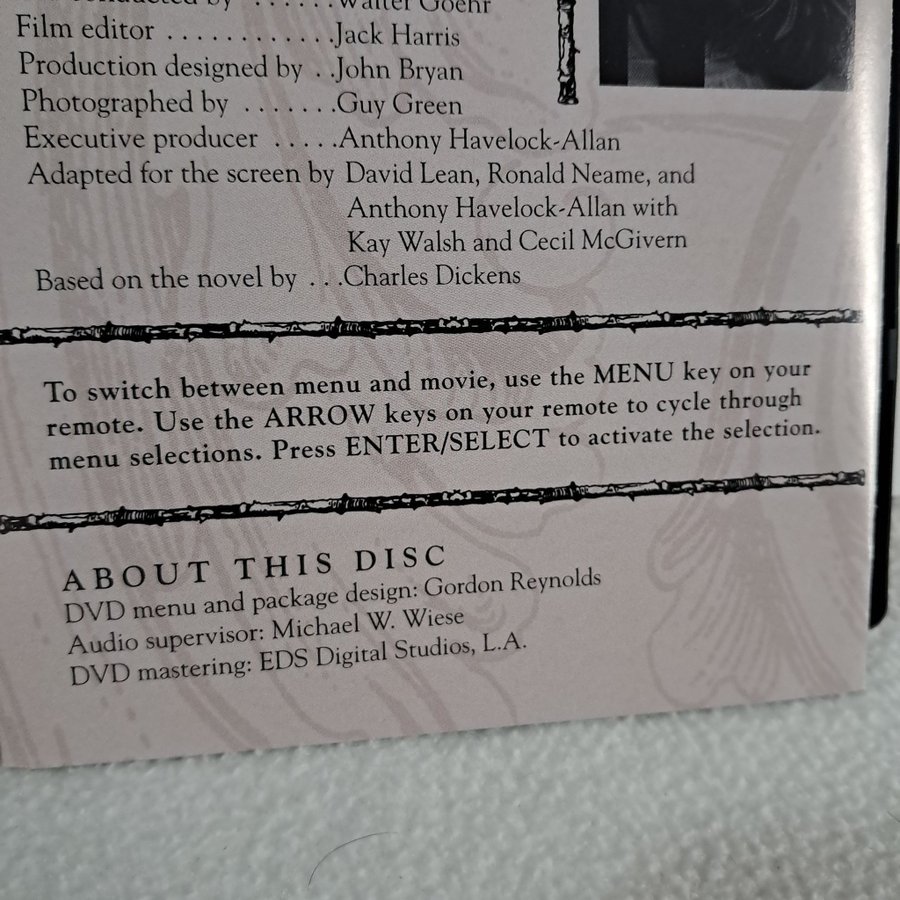 conducted by . . . . . . Walter Goehr
Film editor . . . . . . . . . . . . .Jack Harris
Production designed by . .John Bryan
Photographed by . . . . . . .Guy Green
Executive producer . . . . .Anthony Havelock-Allan
Adapted for the screen by David Lean, Ronald Neame, and
Anthony Havelock-Allan with
Kay Walsh and Cecil McGivern
Based on the novel by . . .Charles Dickens
To switch between menu and movie, use the MENU key on your
remote. Use the ARROW keys on your remote to cycle through
menu selections. Press ENTER/SELECT to activate the selection.
ABOUT THIS DISC
DVD menu and package design: Gordon Reynolds
Audio supervisor: Michael W. Wiese
DVD mastering: EDS Digital Studios, L.A.